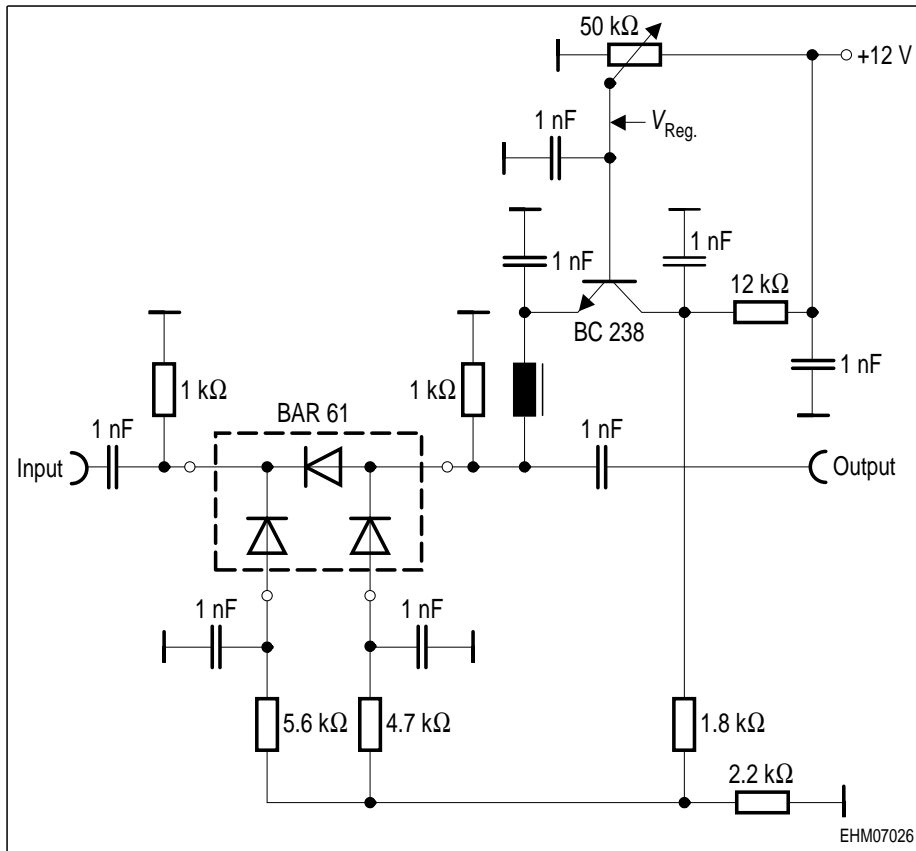 50 kΩ
+12 V
1 nF
VReg.
1 nF
1 nF
12 kΩ
BC 238
1 nF
1 kΩ
1 kΩ
BAR 61
1 nF
1 nF
Input
Output
1 nF
1 nF
5.6 kΩ
4.7 kΩ
1.8 kΩ
2.2 kΩ
EHM07026